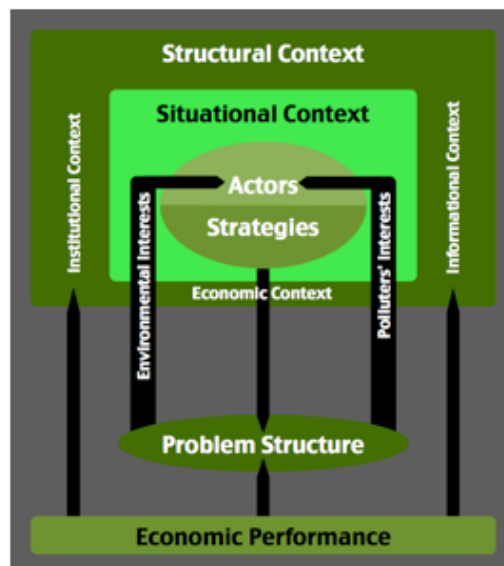 Structural Context
Situational Context
Institutional Context
Informational Context
Actors
Strategies
Environmental Interests
Polluters' Interests
Economic Context
Problem Structure
Economic Performance